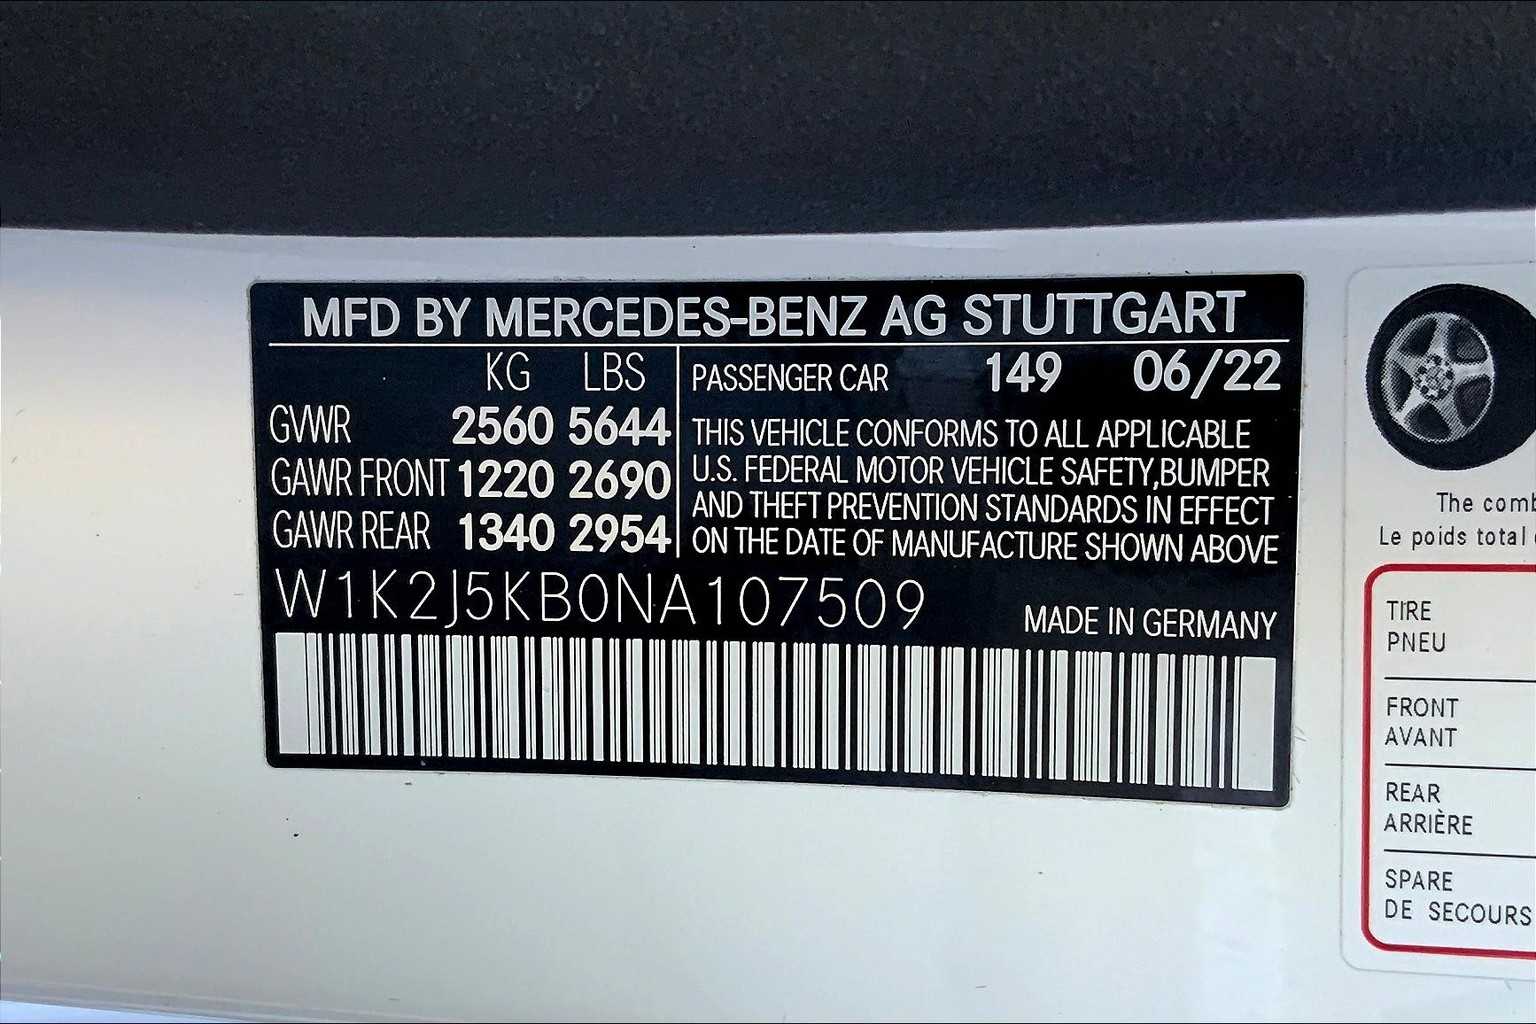 MFD BY MERCEDES-BENZ AG STUTTGART
KG LBS
GVWR 2560 5644
GAWR FRONT 1220 2690
GAWR REAR 1340 2954
PASSENGER CAR 149 06/22
THIS VEHICLE CONFORMS TO ALL APPLICABLE
U.S. FEDERAL MOTOR VEHICLE SAFETY,BUMPER
AND THEFT PREVENTION STANDARDS IN EFFECT
ON THE DATE OF MANUFACTURE SHOWN ABOVE
W1K2J5KB0NA107509
MADE IN GERMANY
The
Le poids total
TIRE
PNEU
FRONT
AVANT
REAR
ARRIÈRE
SPARE
DE SECOURS